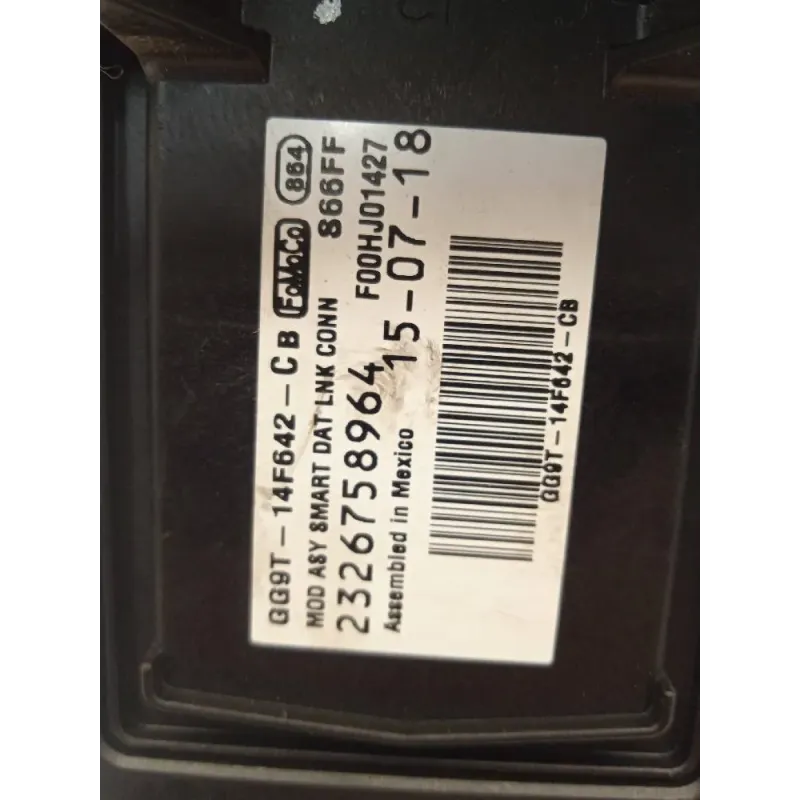 GG9T-14F642-CB FoMoCo 864
MOD ASY SMART DAT LNK CONN S66FF
2326758964 F00HJ01427
Assembled in Mexico 15-07-18
GG9T-14F642-CB